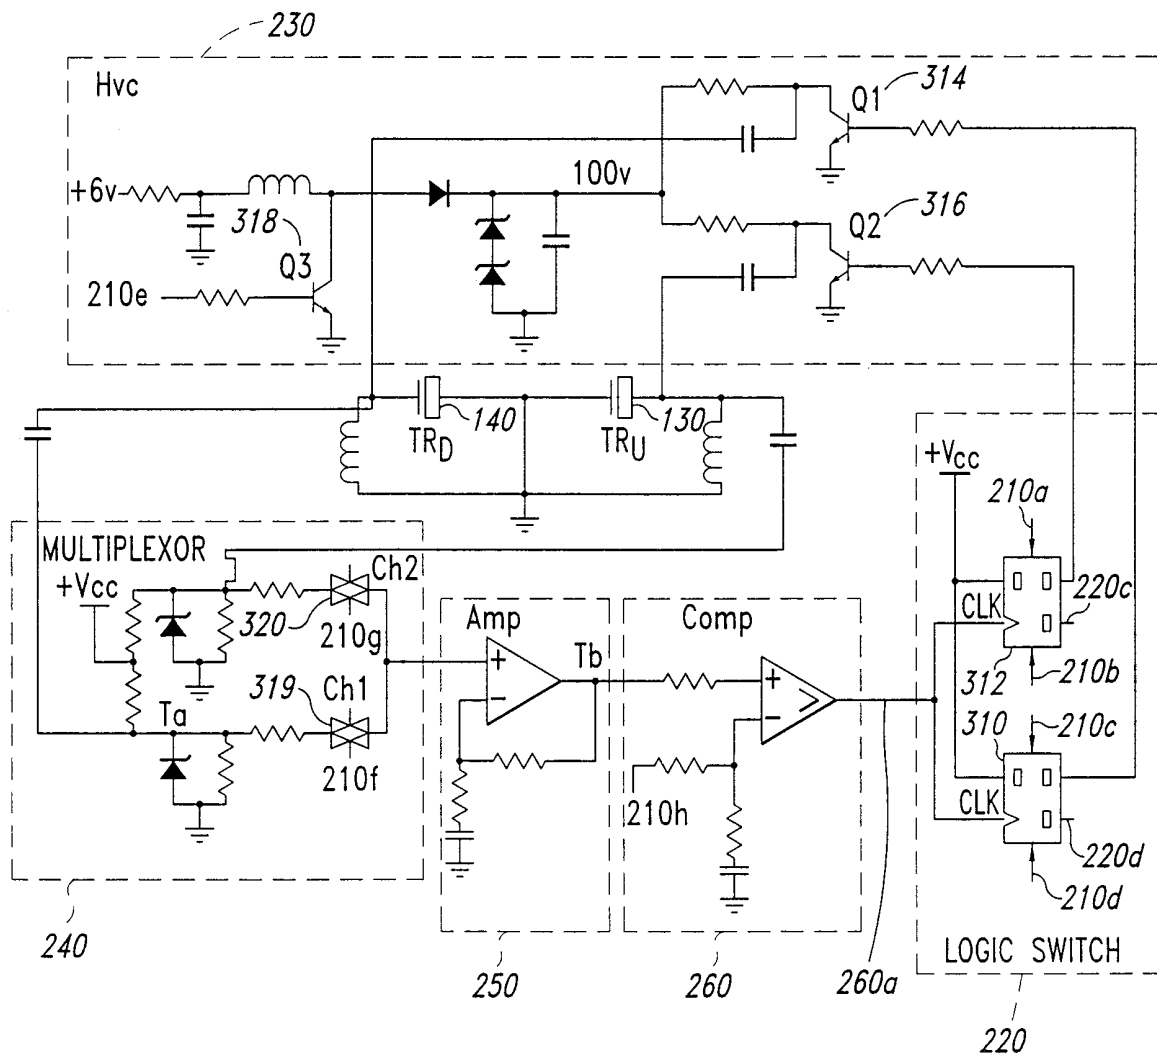 230
Hvc
Q1
314
+6v
100v
318
Q3
Q2
316
210e
140
130
TRD
TRU
+Vcc
210a
MULTIPLEXOR
+Vcc
Ch2
320
210g
Amp
Comp
CLK
220c
319
Ch1
Tb
312
210b
Ta
310
210c
210f
210h
CLK
220d
210d
240
250
260
260a
LOGIC SWITCH
220